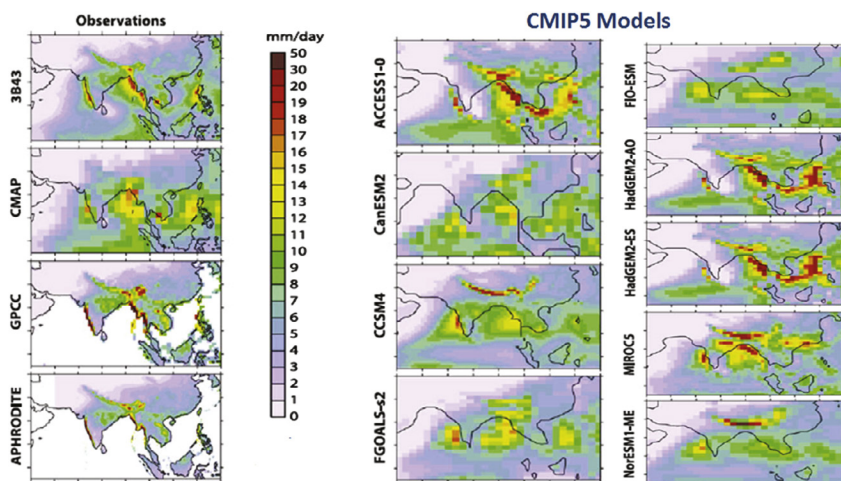 Observations
3B43
CMAP
GPCC
APHRODITE
mm/day
50
30
20
19
18
17
16
15
14
13
12
11
10
9
8
7
6
5
4
3
2
1
0
CMIP5 Models
ACCESS1-0
CanESM2
CCSM4
FGOALS-s2
FIO-ESM
HadGEM2-AO
HadGEM2-ES
MIROC5
NorESM1-ME